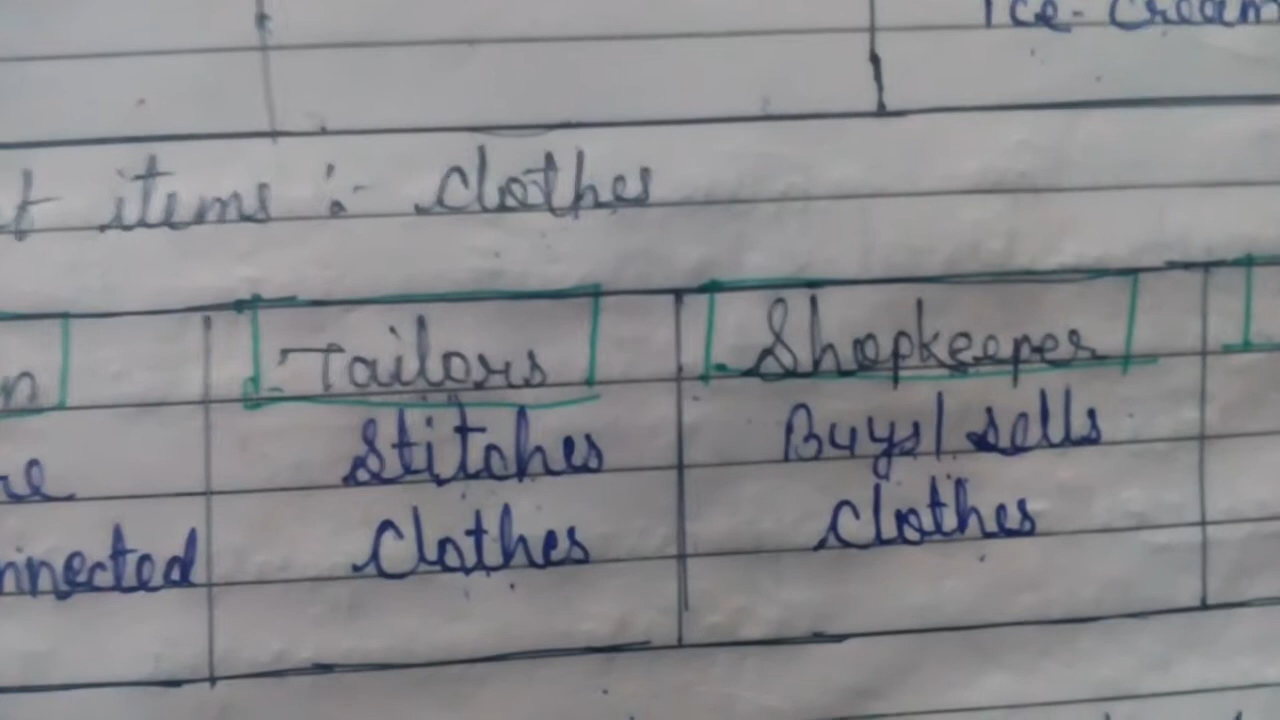 Ice-Cream
items :- clothes
Tailors Shopkeeper
Stitches Buys/sells
nnected Clothes clothes